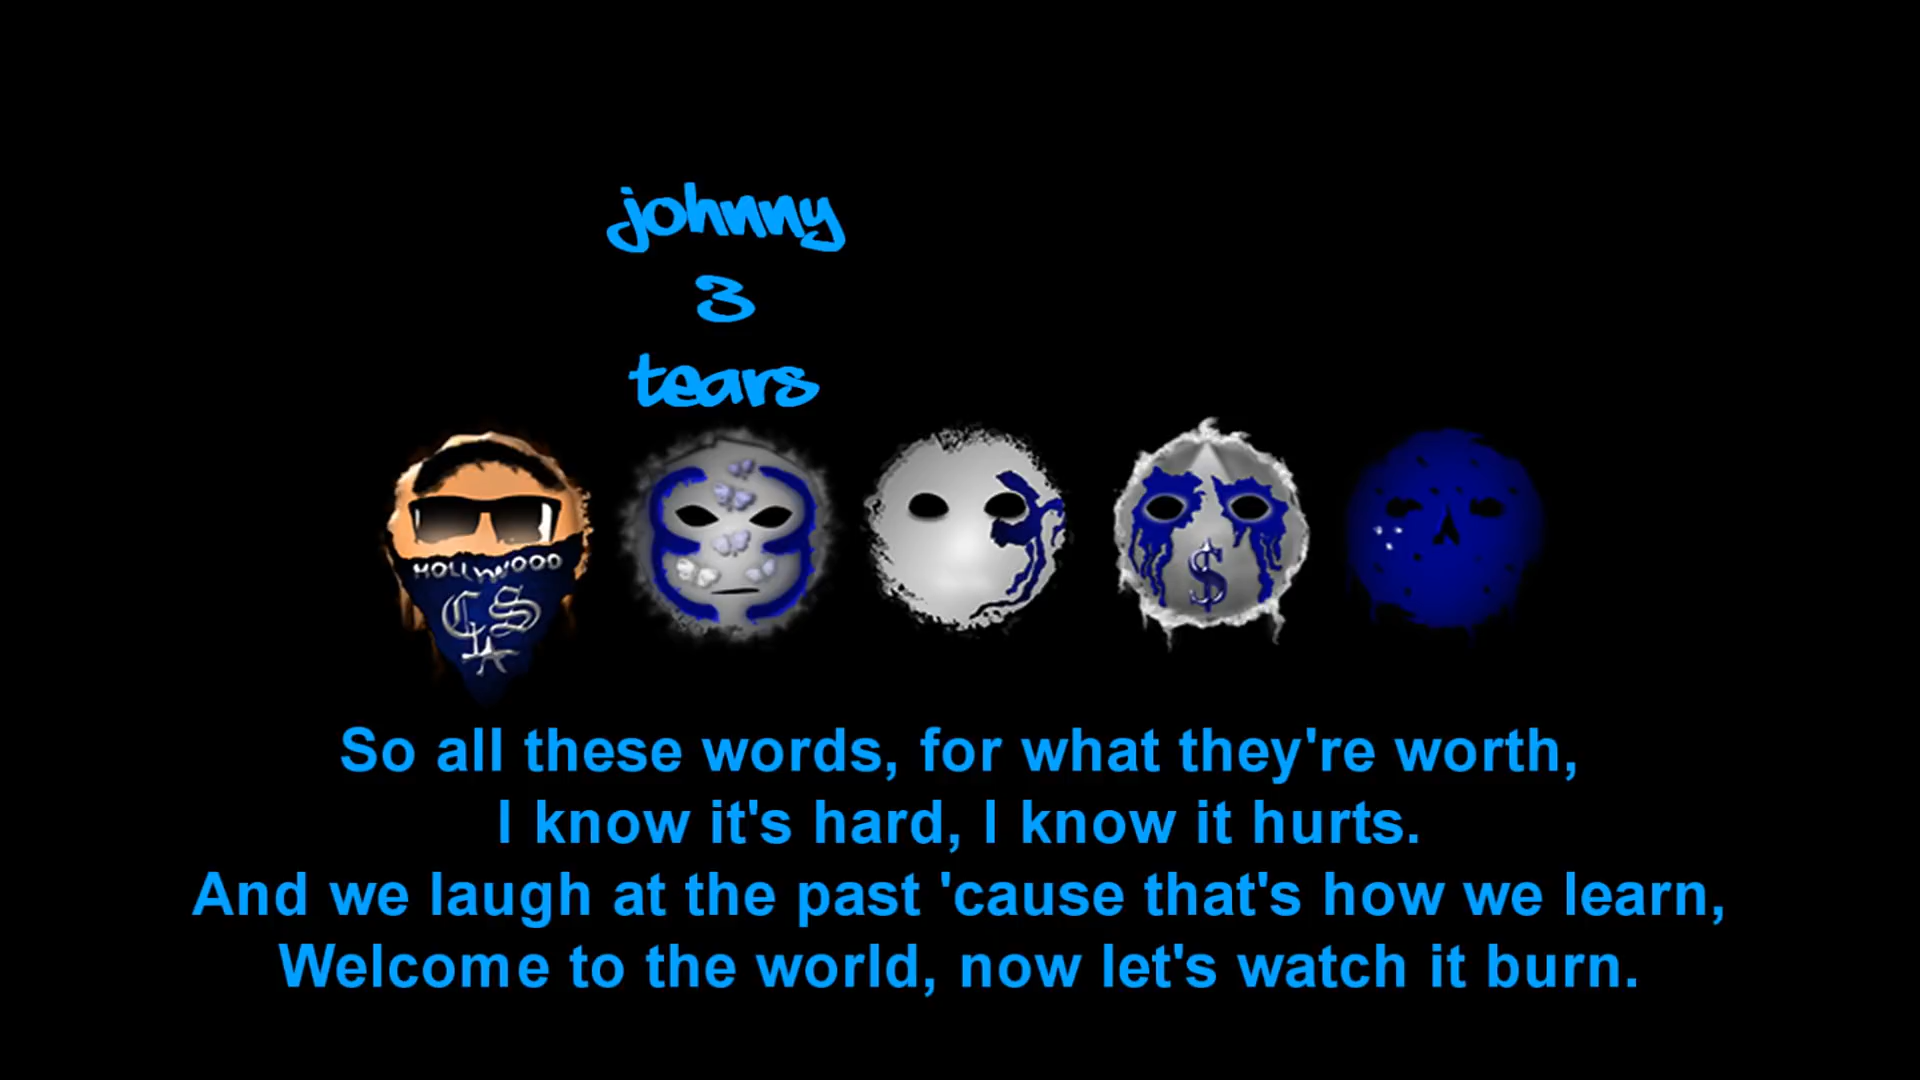 johnny
3
tears
HOLLYWOOD
$
So all these words, for what they're worth,
I know it's hard, I know it hurts.
And we laugh at the past 'cause that's how we learn,
Welcome to the world, now let's watch it burn.